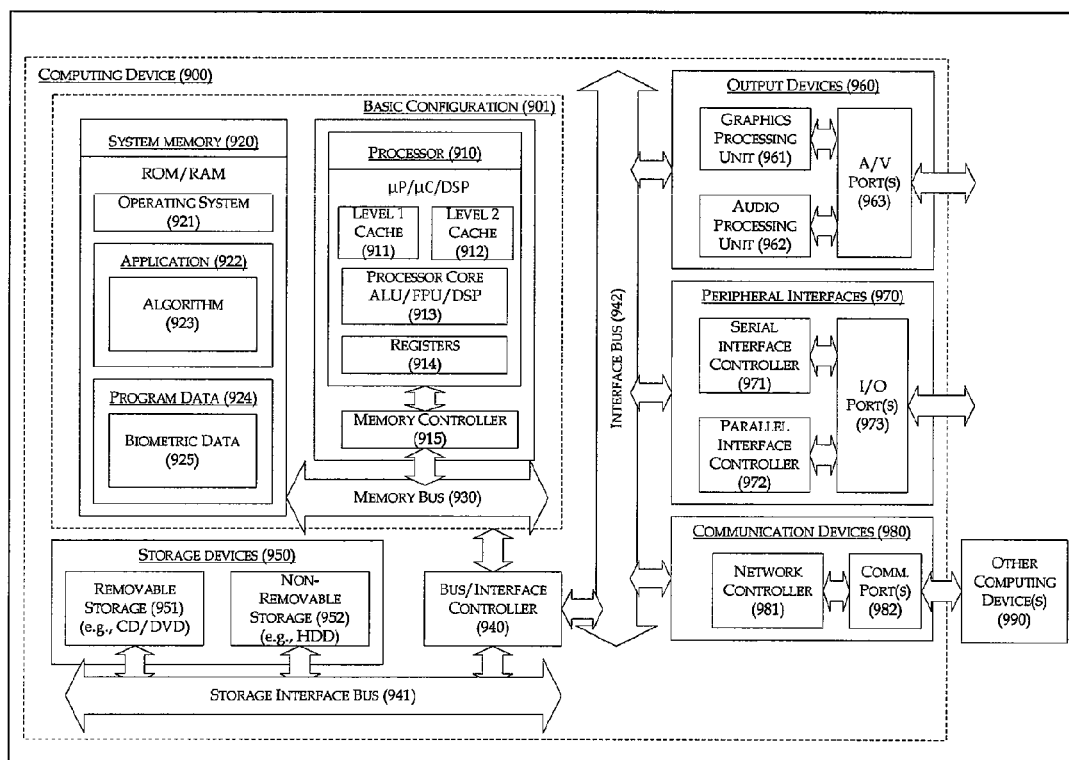 COMPUTING DEVICE (900)
BASIC CONFIGURATION (901)
SYSTEM MEMORY (920)
ROM/RAM
OPERATING SYSTEM
(921)
APPLICATION (922)
ALGORITHM
(923)
PROGRAM DATA (924)
BIOMETRIC DATA
(925)
PROCESSOR (910)
µP/µC/DSP
LEVEL 1
CACHE
(911)
LEVEL 2
CACHE
(912)
PROCESSOR CORE
ALU/FPU/DSP
(913)
REGISTERS
(914)
MEMORY CONTROLLER
(915)
MEMORY BUS (930)
STORAGE DEVICES (950)
REMOVABLE
STORAGE (951)
(e.g., CD/DVD)
NON-
REMOVABLE
STORAGE (952)
(e.g., HDD)
BUS/INTERFACE
CONTROLLER
(940)
STORAGE INTERFACE BUS (941)
INTERFACE BUS (942)
OUTPUT DEVICES (960)
GRAPHICS
PROCESSING
UNIT (961)
AUDIO
PROCESSING
UNIT (962)
A/V
PORT(S)
(963)
PERIPHERAL INTERFACES (970)
SERIAL
INTERFACE
CONTROLLER
(971)
PARALLEL
INTERFACE
CONTROLLER
(972)
I/O
PORT(S)
(973)
COMMUNICATION DEVICES (980)
NETWORK
CONTROLLER
(981)
COMM.
PORT(S)
(982)
OTHER
COMPUTING
DEVICE(S)
(990)